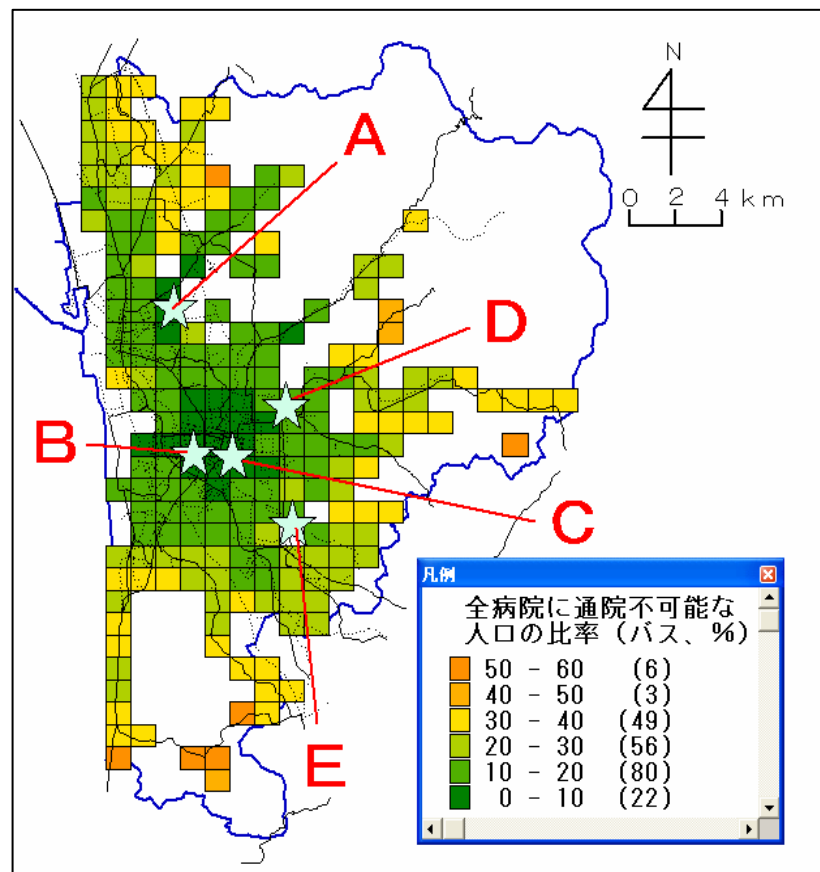 N
0 2 4 km
A
D
B
C
E
凡例
全病院に通院不可能な
人口の比率（バス、％）
50 - 60 (6)
40 - 50 (3)
30 - 40 (49)
20 - 30 (56)
10 - 20 (80)
0 - 10 (22)